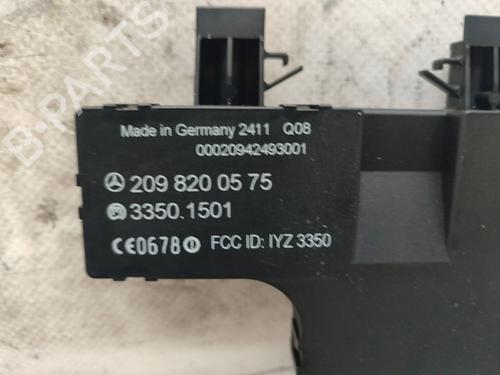 Made in Germany 2411 Q08
00020942493001
209 820 05 75
3350.1501
CE0678 FCC ID: IYZ 3350
B-PARTS